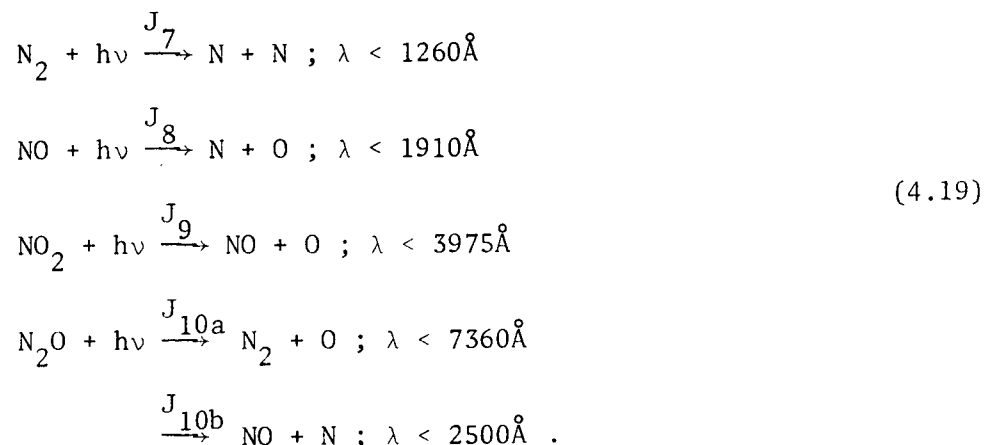 N₂ + hν J₇→ N + N ; λ < 1260Å
NO + hν J₈→ N + O ; λ < 1910Å
(4.19)
NO₂ + hν J₉→ NO + O ; λ < 3975Å
N₂O + hν J₁₀ₐ→ N₂ + O ; λ < 7360Å
J₁₀b→ NO + N ; λ < 2500Å .